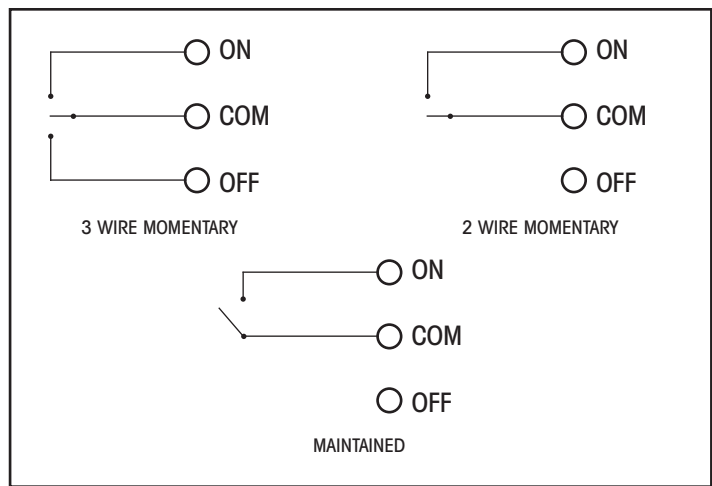 ON
COM
OFF
3 WIRE MOMENTARY
ON
COM
OFF
2 WIRE MOMENTARY
ON
COM
OFF
MAINTAINED